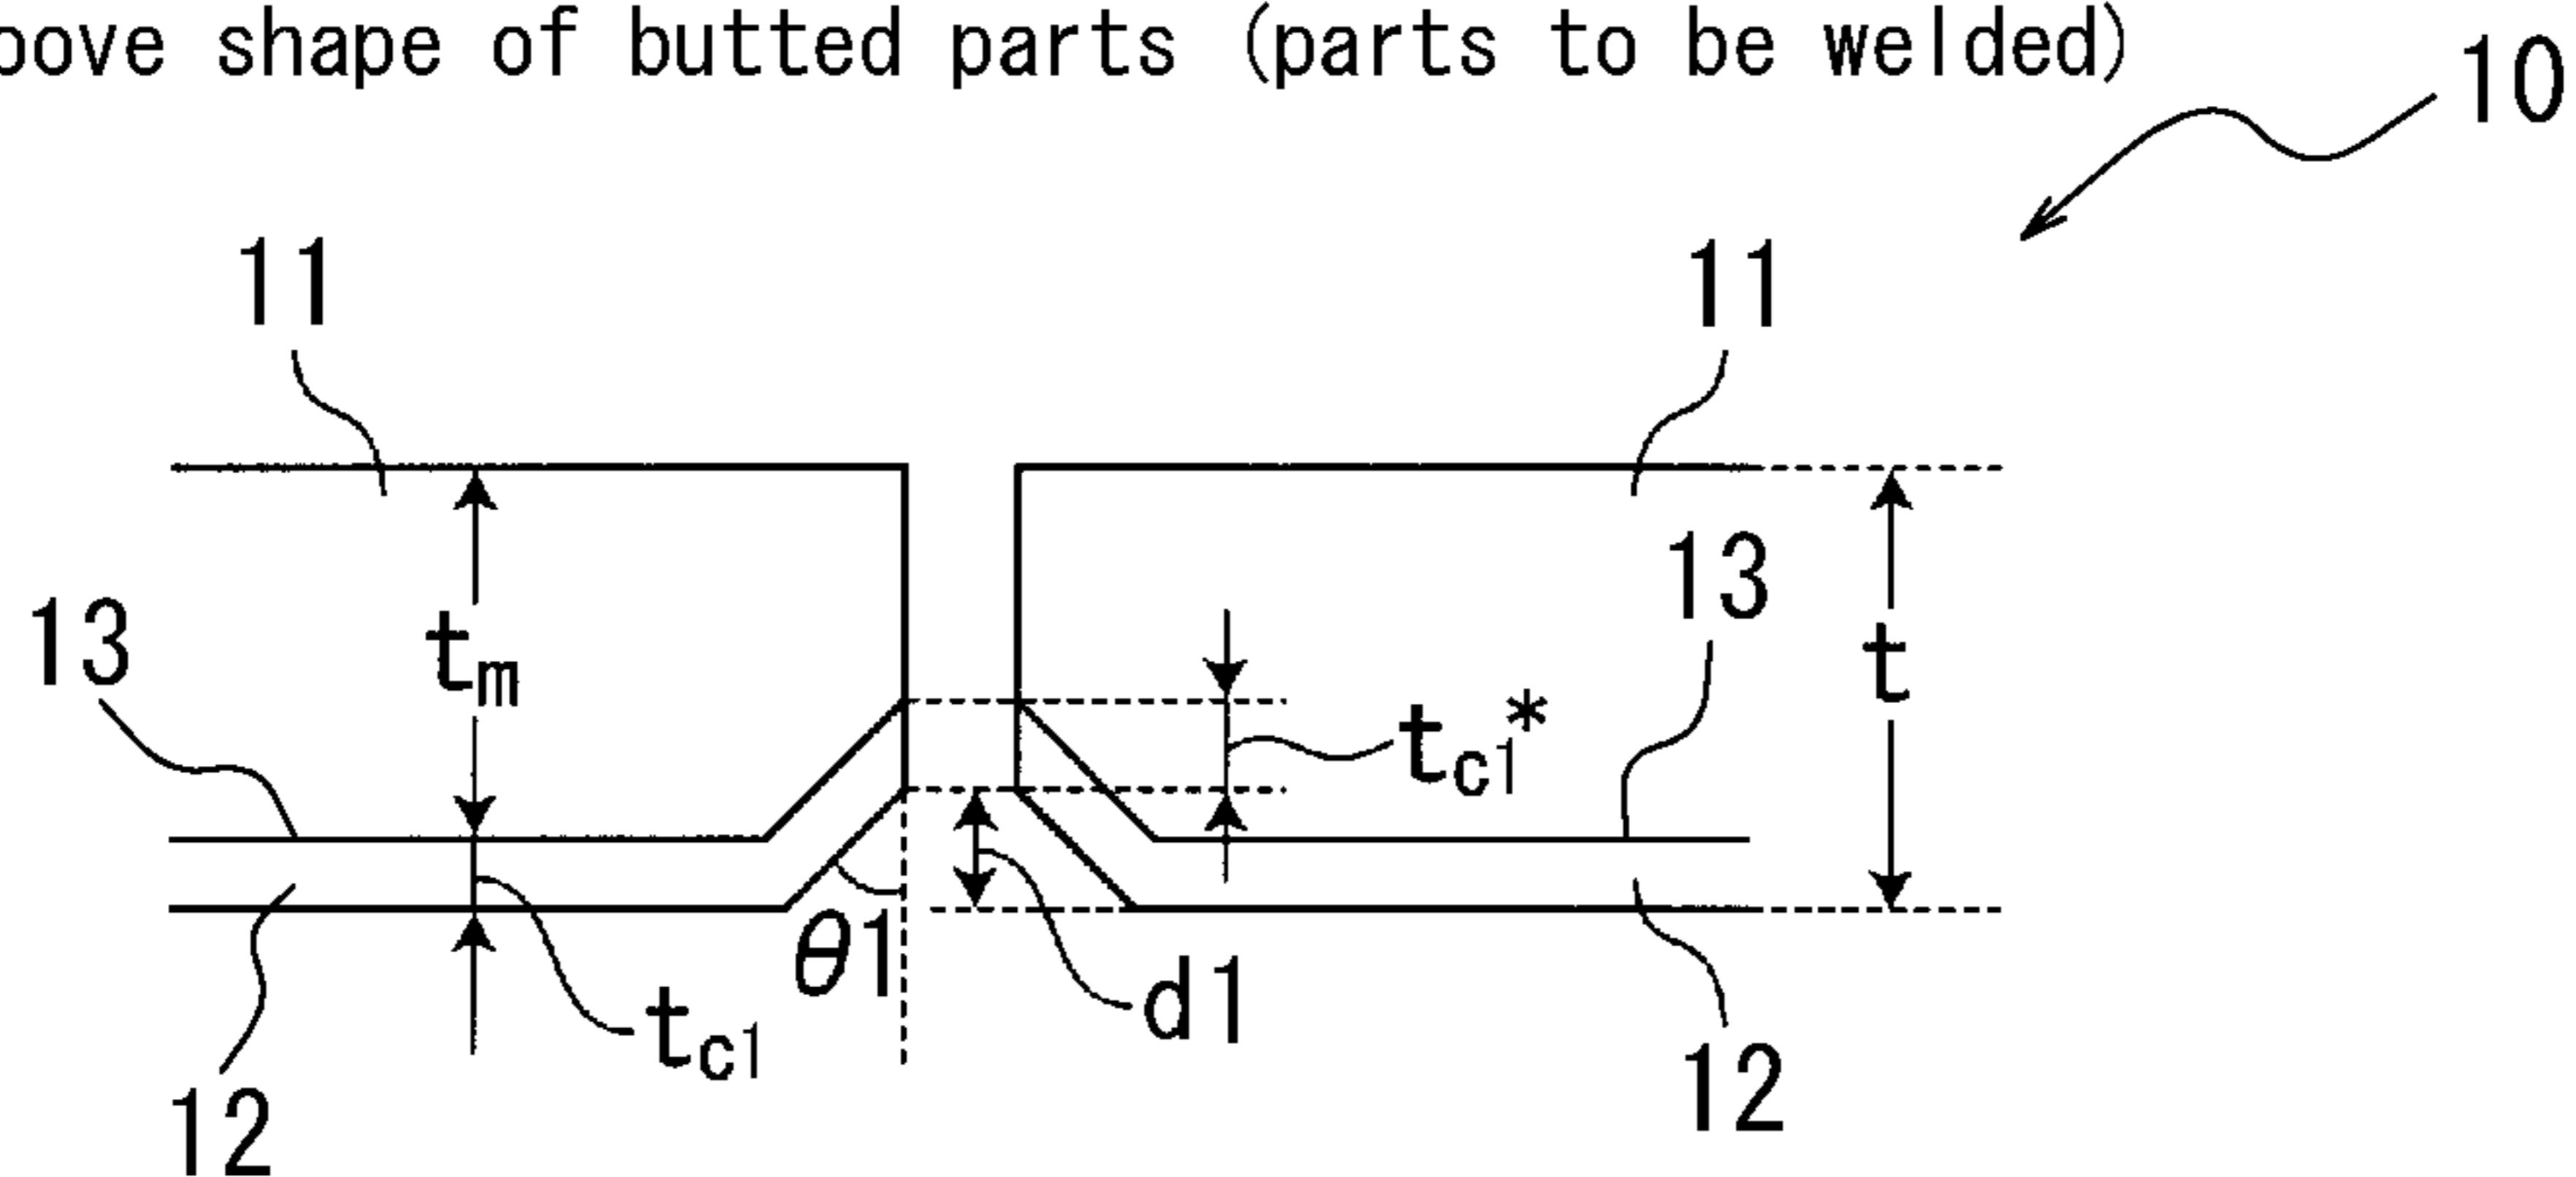 shape of butted parts (parts to be welded)
10
11
11
13
13
tm
t
tc1*
θ1
d1
tc1
12
12